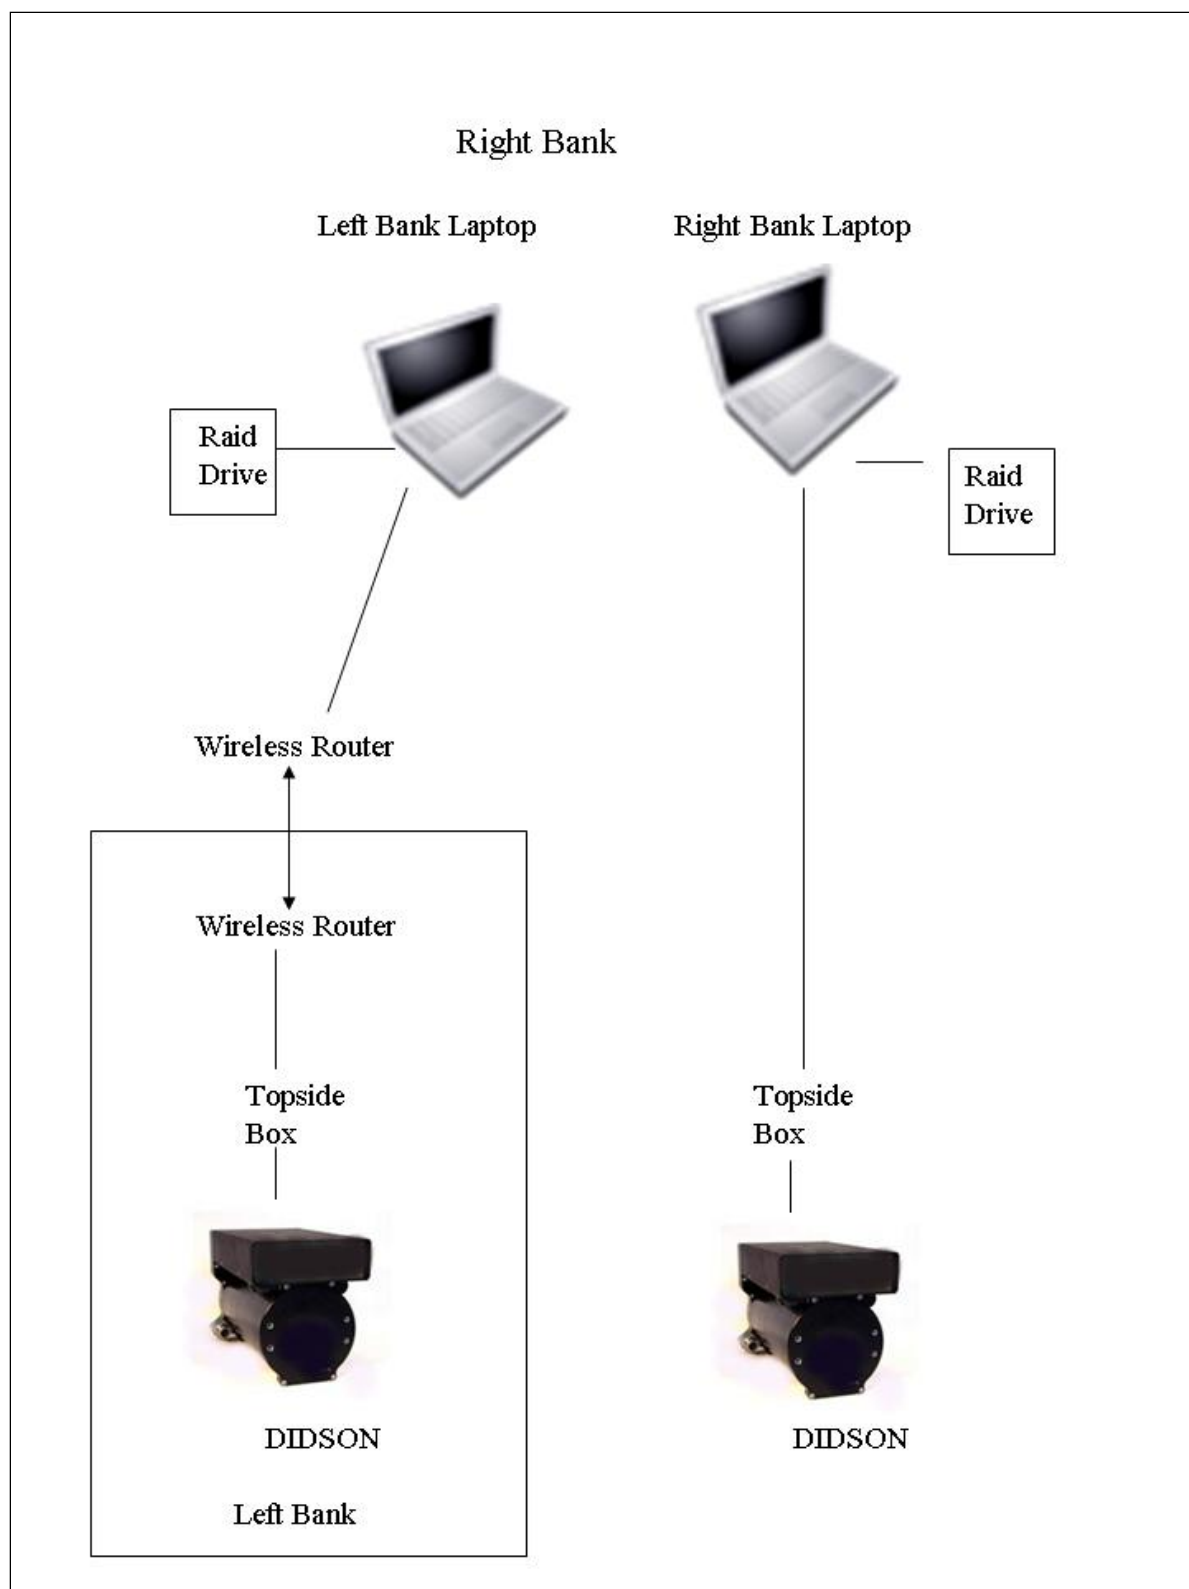 Right Bank
Left Bank Laptop
Right Bank Laptop
Raid
Drive
Raid
Drive
Wireless Router
Wireless Router
Topside
Box
Topside
Box
DIDSON
DIDSON
Left Bank